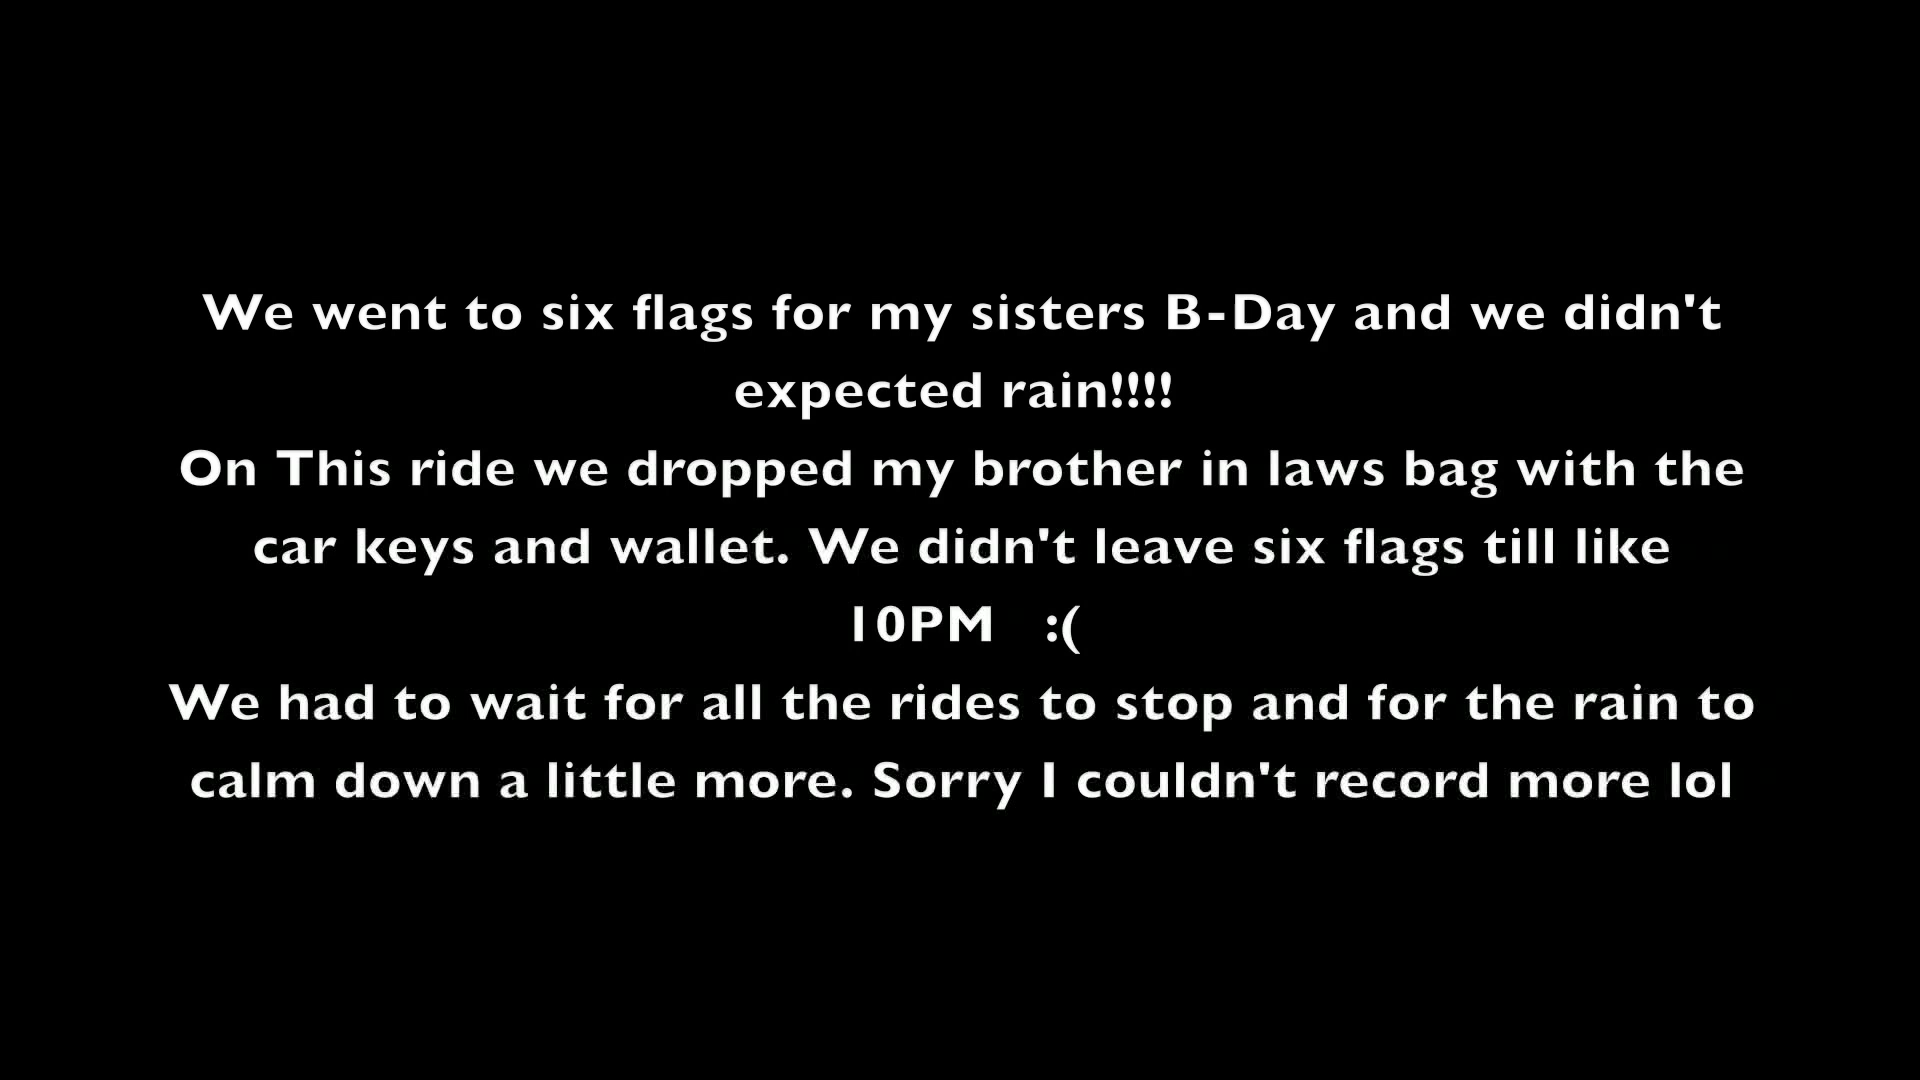 We went to six flags for my sisters B-Day and we didn't
expected rain!!!!
On This ride we dropped my brother in laws bag with the
car keys and wallet. We didn't leave six flags till like
10PM   :(
We had to wait for all the rides to stop and for the rain to
calm down a little more. Sorry I couldn't record more lol